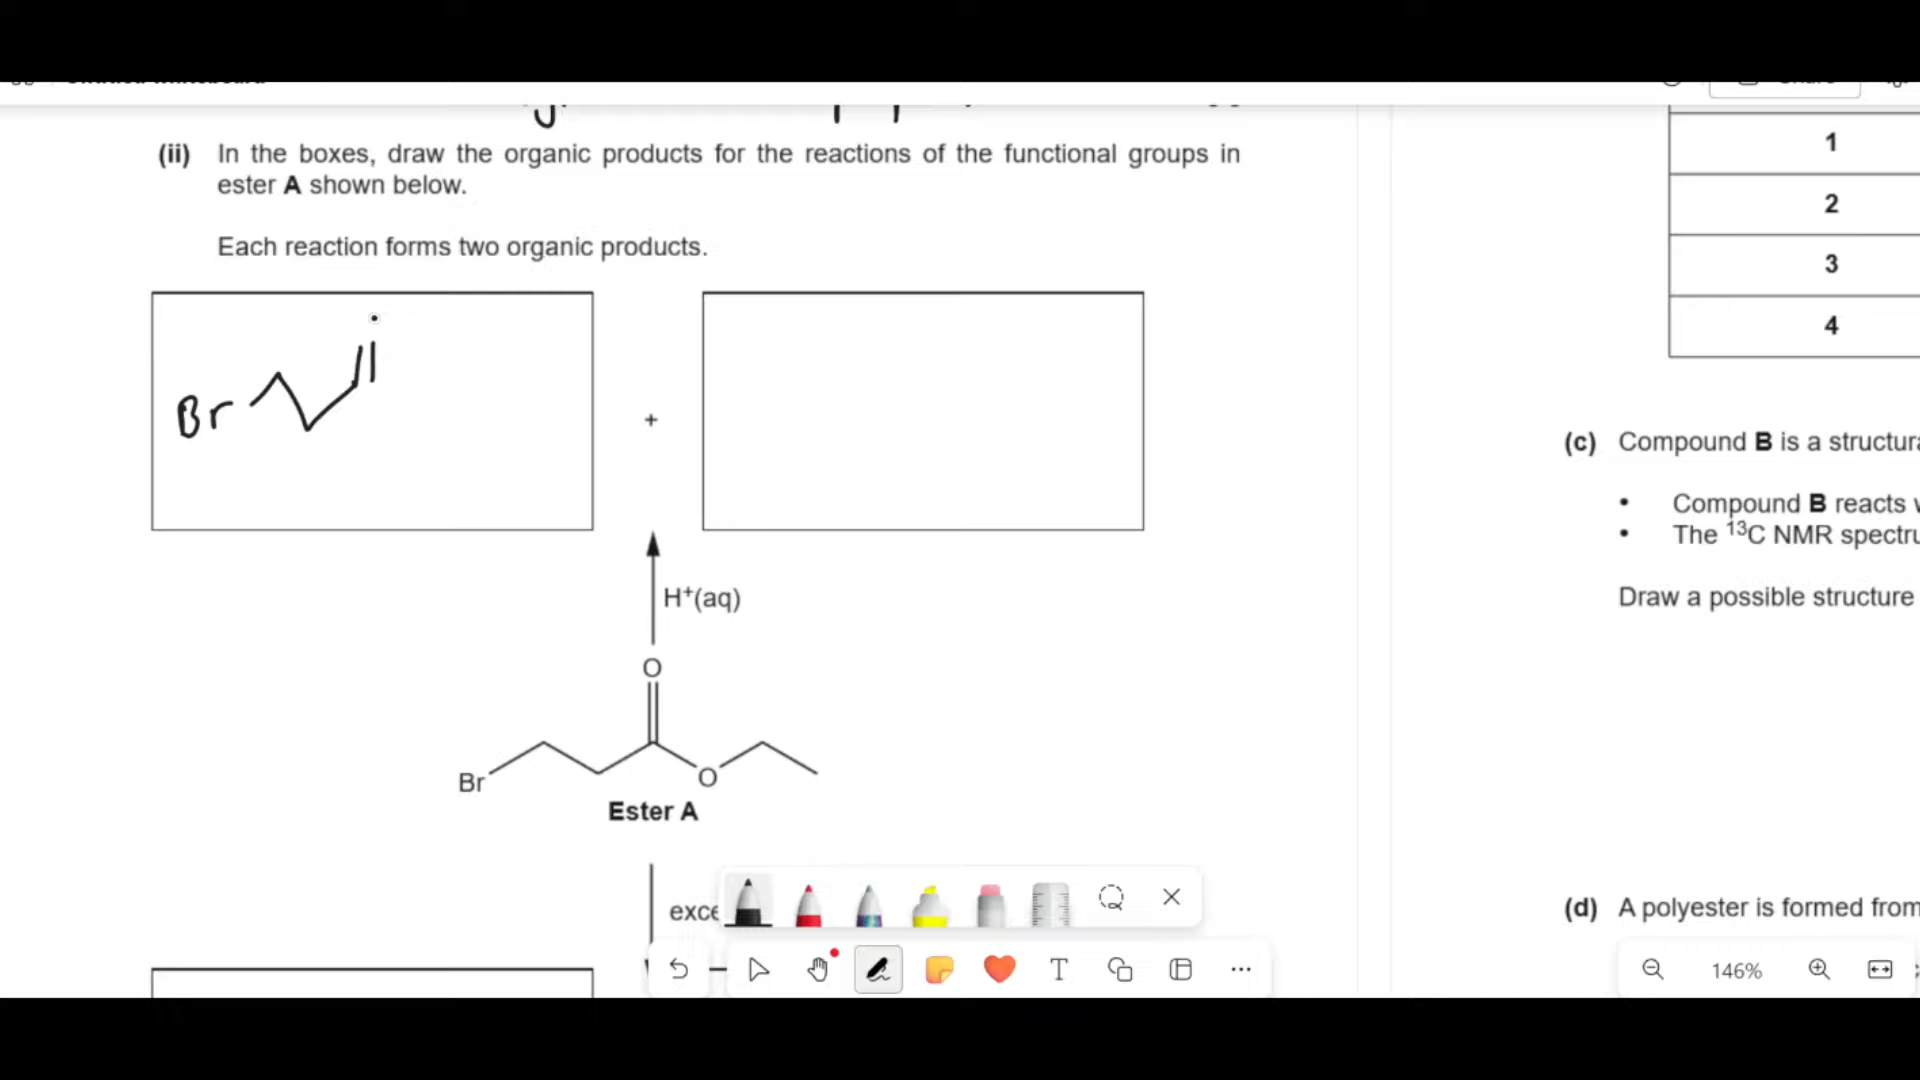 (ii) In the boxes, draw the organic products for the reactions of the functional groups in
ester A shown below.
Each reaction forms two organic products.
Br
+
H⁺(aq)
O
Br
O
Ester A
1
2
3
4
(c) Compound B is a
• Compound B reacts
• The ¹³C NMR
Draw a possible structure
(d) A polyester is formed from
T
146%